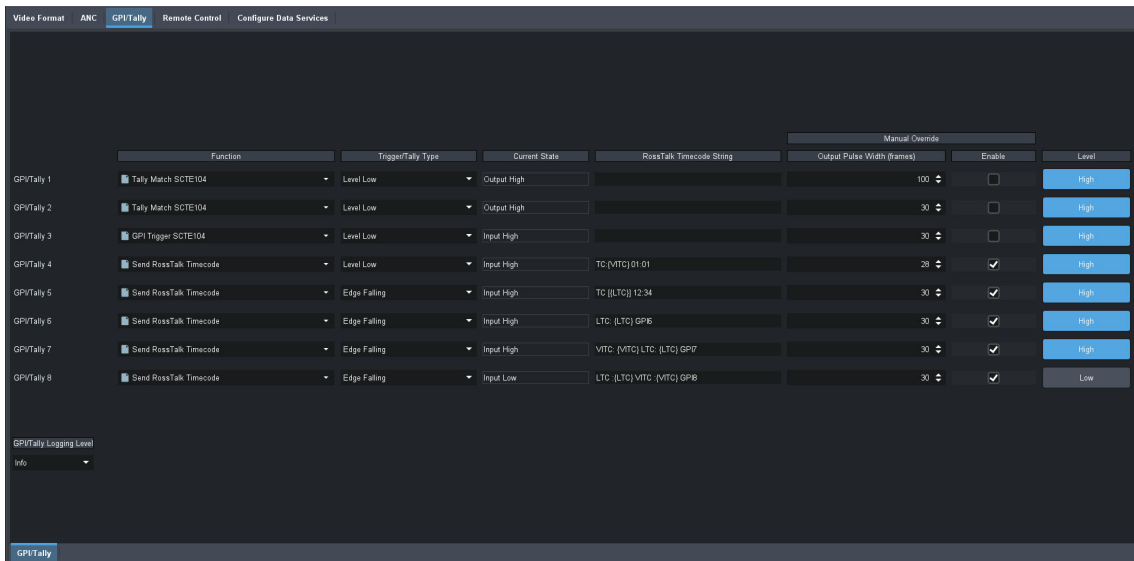 Video Format ANC GPI/Tally Remote Control Configure Data Services
Manual Override
Function Trigger/Tally Type Current State RossTalk Timecode String Output Pulse Width (frames) Enable Level
GPI/Tally 1 Tally Match SCTE104 Level Low Output High 100 High
GPI/Tally 2 Tally Match SCTE104 Level Low Output High 30 High
GPI/Tally 3 GPI Trigger SCTE104 Level Low Input High 30 High
GPI/Tally 4 Send RossTalk Timecode Level Low Input High TC:{VITC} 01:01 28 High
GPI/Tally 5 Send RossTalk Timecode Edge Falling Input High TC [{LTC}] 12:34 30 High
GPI/Tally 6 Send RossTalk Timecode Edge Falling Input High LTC: {LTC} GPI6 30 High
GPI/Tally 7 Send RossTalk Timecode Edge Falling Input High VITC: {VITC} LTC: {LTC} GPI7 30 High
GPI/Tally 8 Send RossTalk Timecode Edge Falling Input Low LTC :{LTC} VITC :{VITC} GPI8 30 Low
GPI/Tally Logging Level
Info
GPI/Tally